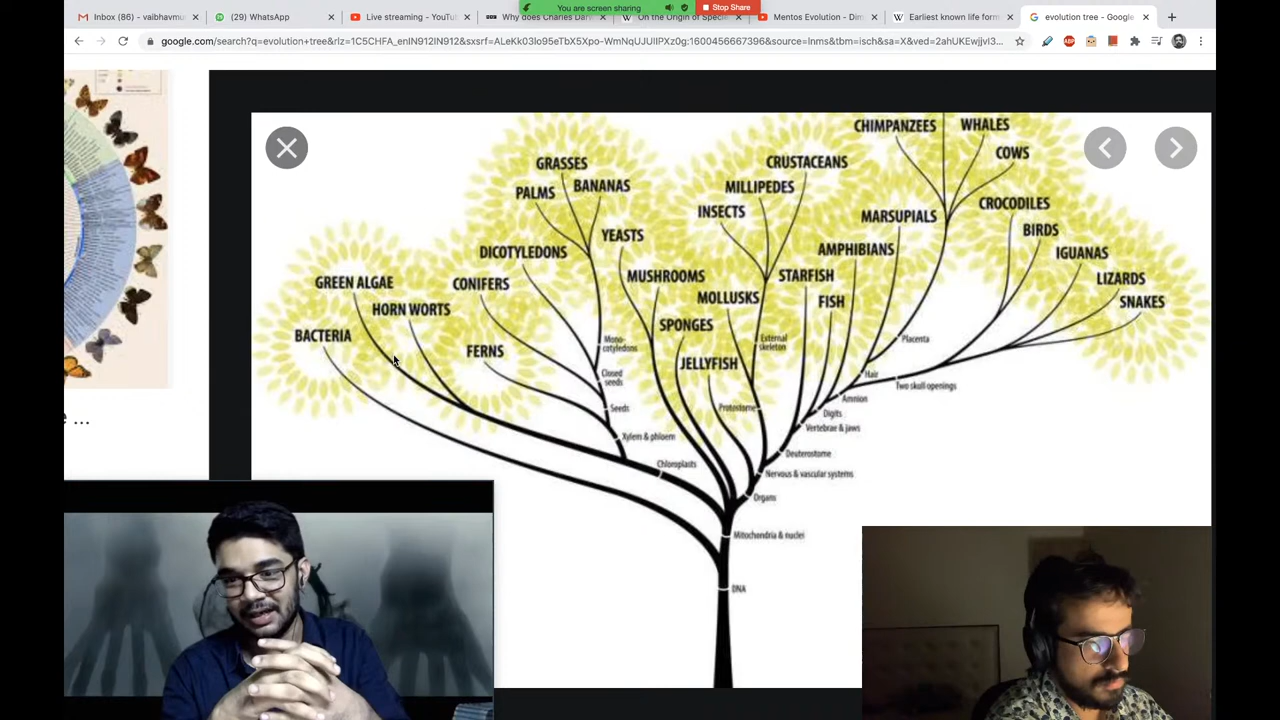 You are screen sharing
Stop Share
Inbox (86) - vaibhavmu
(29) WhatsApp
Live streaming - YouTu
Why does Charles Dar
On the Origin of Specie
Mentos Evolution - Dim
Earliest known life form
evolution tree - Google
google.com/search?q=evolution+tree&rlz=1C5CHFA_enIN912IN912&sxsrf=ALeKk03Io95eTbX5Xpo-WmNqUJUIIPXz0g:1600456667396&source=lnms&tbm=isch&sa=X&ved=2ahUKEwjjvI3...
CHIMPANZEES
WHALES
COWS
GRASSES
CRUSTACEANS
PALMS
BANANAS
MILLIPEDES
INSECTS
MARSUPIALS
CROCODILES
BIRDS
YEASTS
DICOTYLEDONS
AMPHIBIANS
IGUANAS
GREEN ALGAE
CONIFERS
MUSHROOMS
STARFISH
LIZARDS
HORN WORTS
MOLLUSKS
FISH
SNAKES
BACTERIA
SPONGES
FERNS
JELLYFISH
Mono-
cotyledons
External
skeleton
Placenta
Closed
seeds
Hair
Two skull openings
Seeds
Protostome
Amnion
Digits
Xylem & phloem
Vertebrae & jaws
Chloroplasts
Deuterostome
Nervous & vascular systems
Organs
Mitochondria & nuclei
DNA
e ...